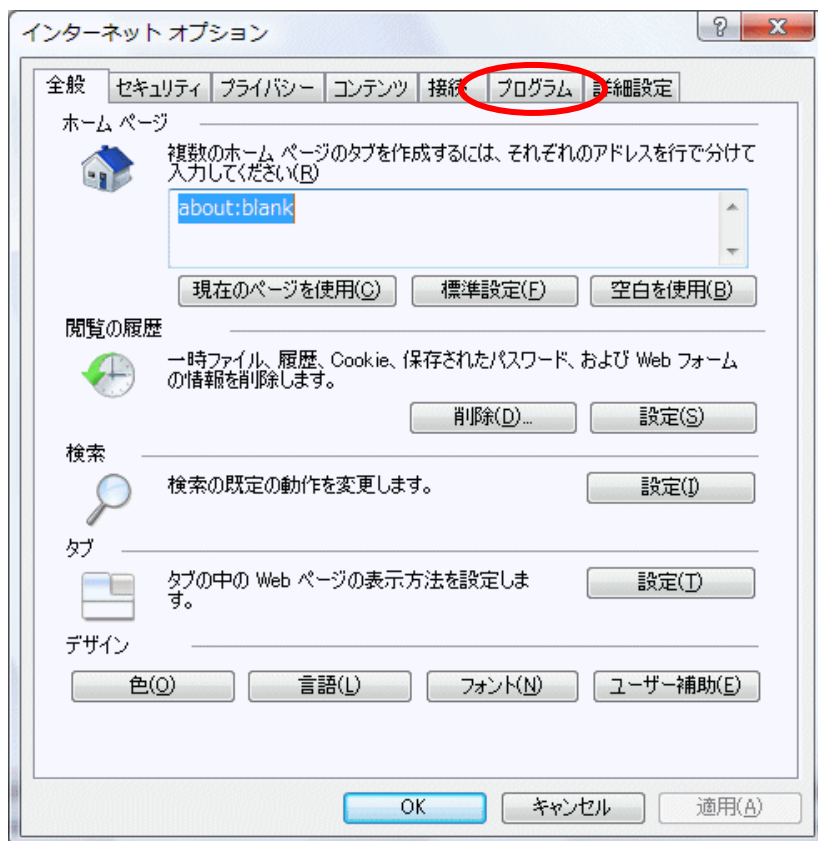 インターネット オプション
全般 セキュリティ プライバシー コンテンツ 接続 プログラム 詳細設定
ホーム ページ
複数のホーム ページのタブを作成するには、それぞれのアドレスを行で分けて
入力してください(R)
about:blank
現在のページを使用(C) 標準設定(F) 空白を使用(B)
閲覧の履歴
一時ファイル、履歴、Cookie、保存されたパスワード、および Web フォーム
の情報を削除します。
削除(D)... 設定(S)
検索
検索の既定の動作を変更します。
設定(I)
タブ
タブの中の Web ページの表示方法を設定しま
す。
設定(T)
デザイン
色(O) 言語(L) フォント(N) ユーザー補助(E)
OK キャンセル 適用(A)